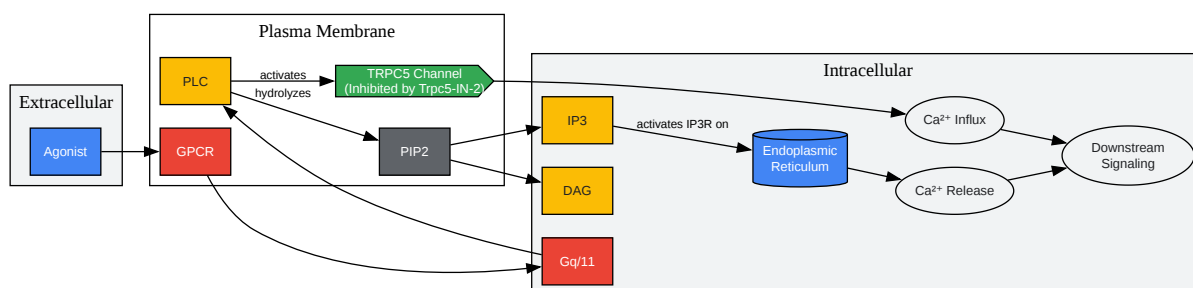 Extracellular
Agonist
Plasma Membrane
PLC
GPCR
activates
hydrolyzes
TRPC5 Channel
(Inhibited by Trpc5-IN-2)
PIP2
Intracellular
IP3
DAG
Gq/11
activates IP3R on
Endoplasmic
Reticulum
Ca²⁺ Influx
Ca²⁺ Release
Downstream
Signaling